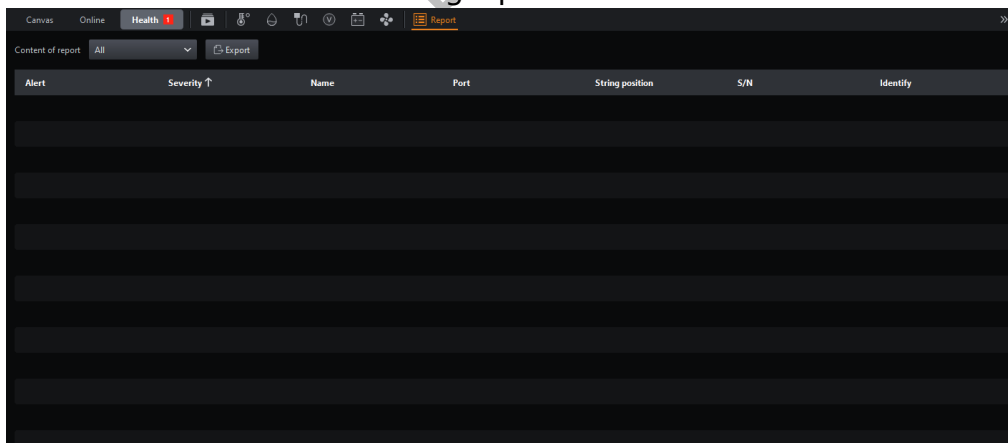 Canvas Online Health 1 Report
Content of report All Export
Alert Severity Name Port String position S/N Identify